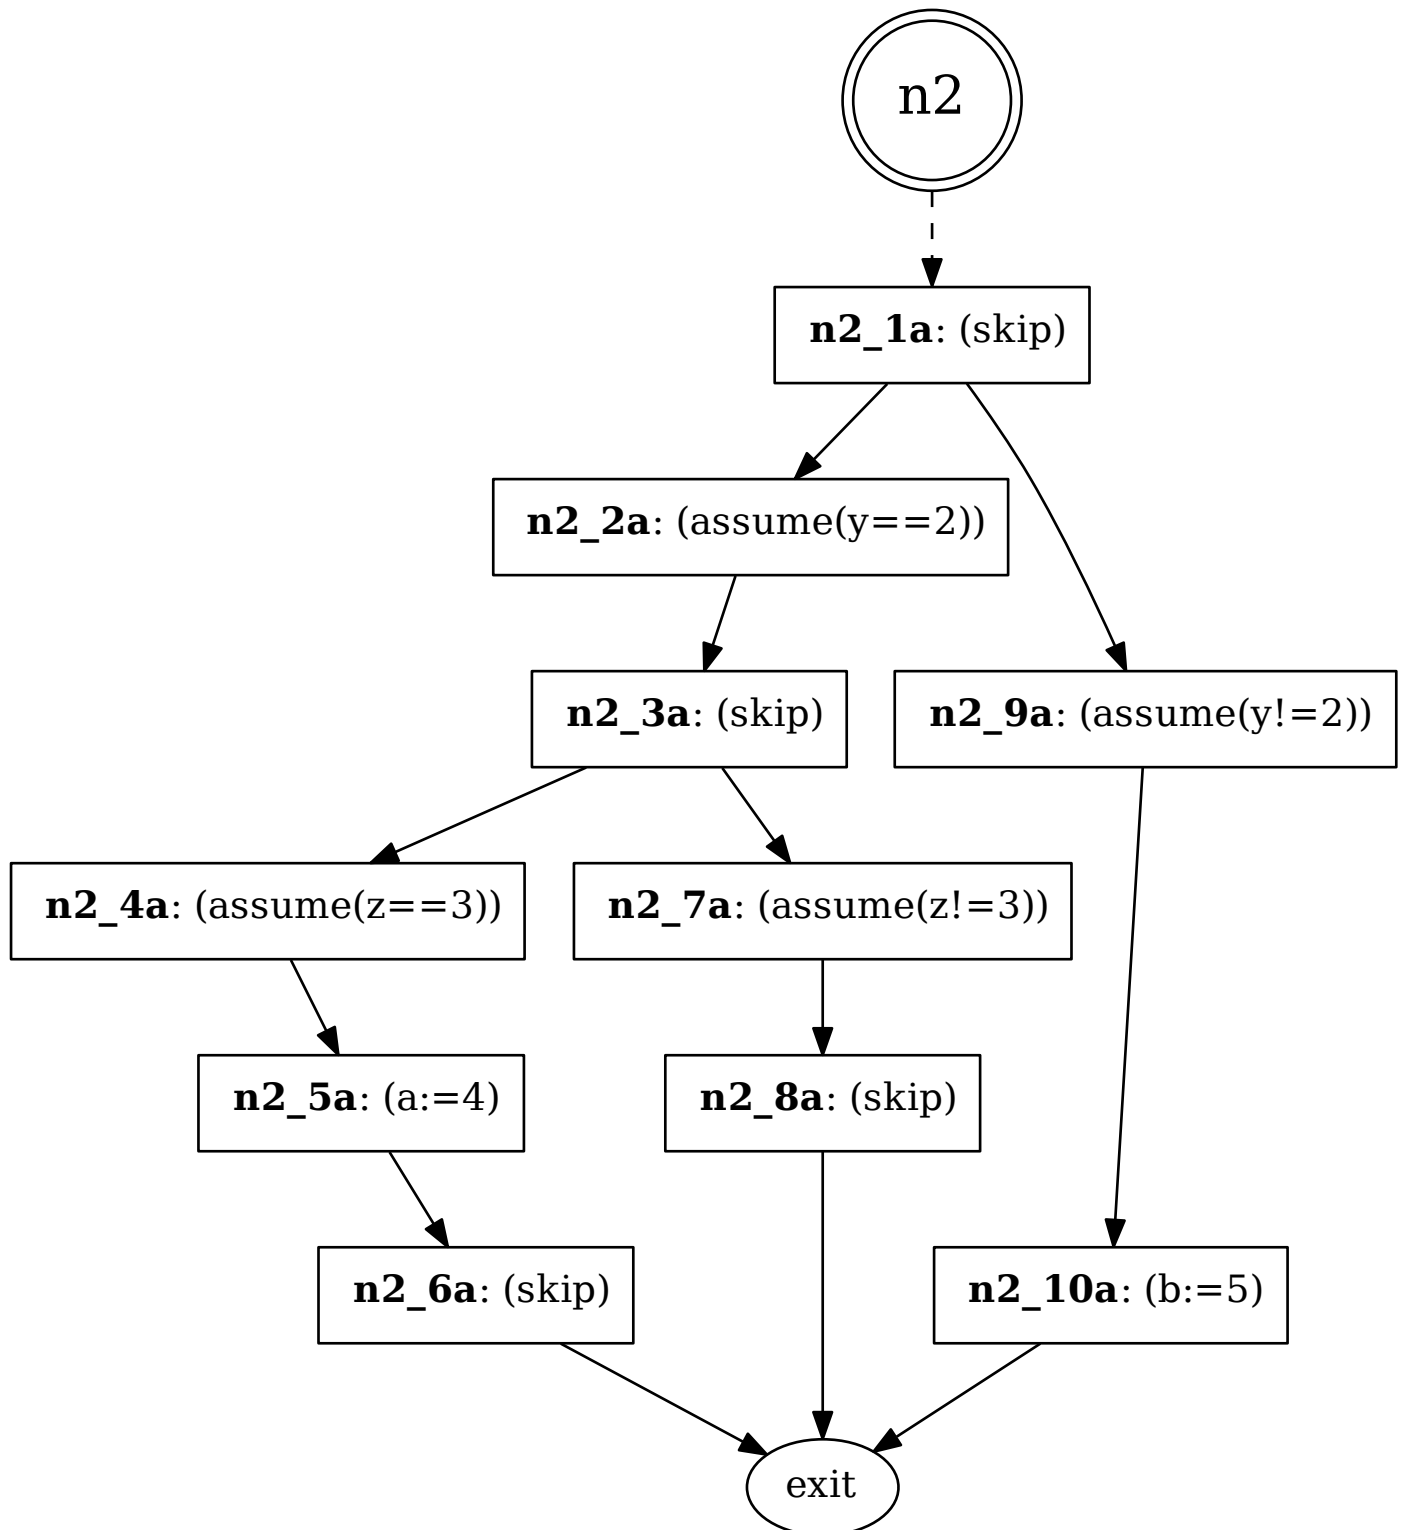 n2
n2_1a: (skip)
n2_2a: (assume(y==2))
n2_3a: (skip)
n2_9a: (assume(y!=2))
n2_4a: (assume(z==3))
n2_7a: (assume(z!=3))
n2_5a: (a:=4)
n2_8a: (skip)
n2_6a: (skip)
n2_10a: (b:=5)
exit